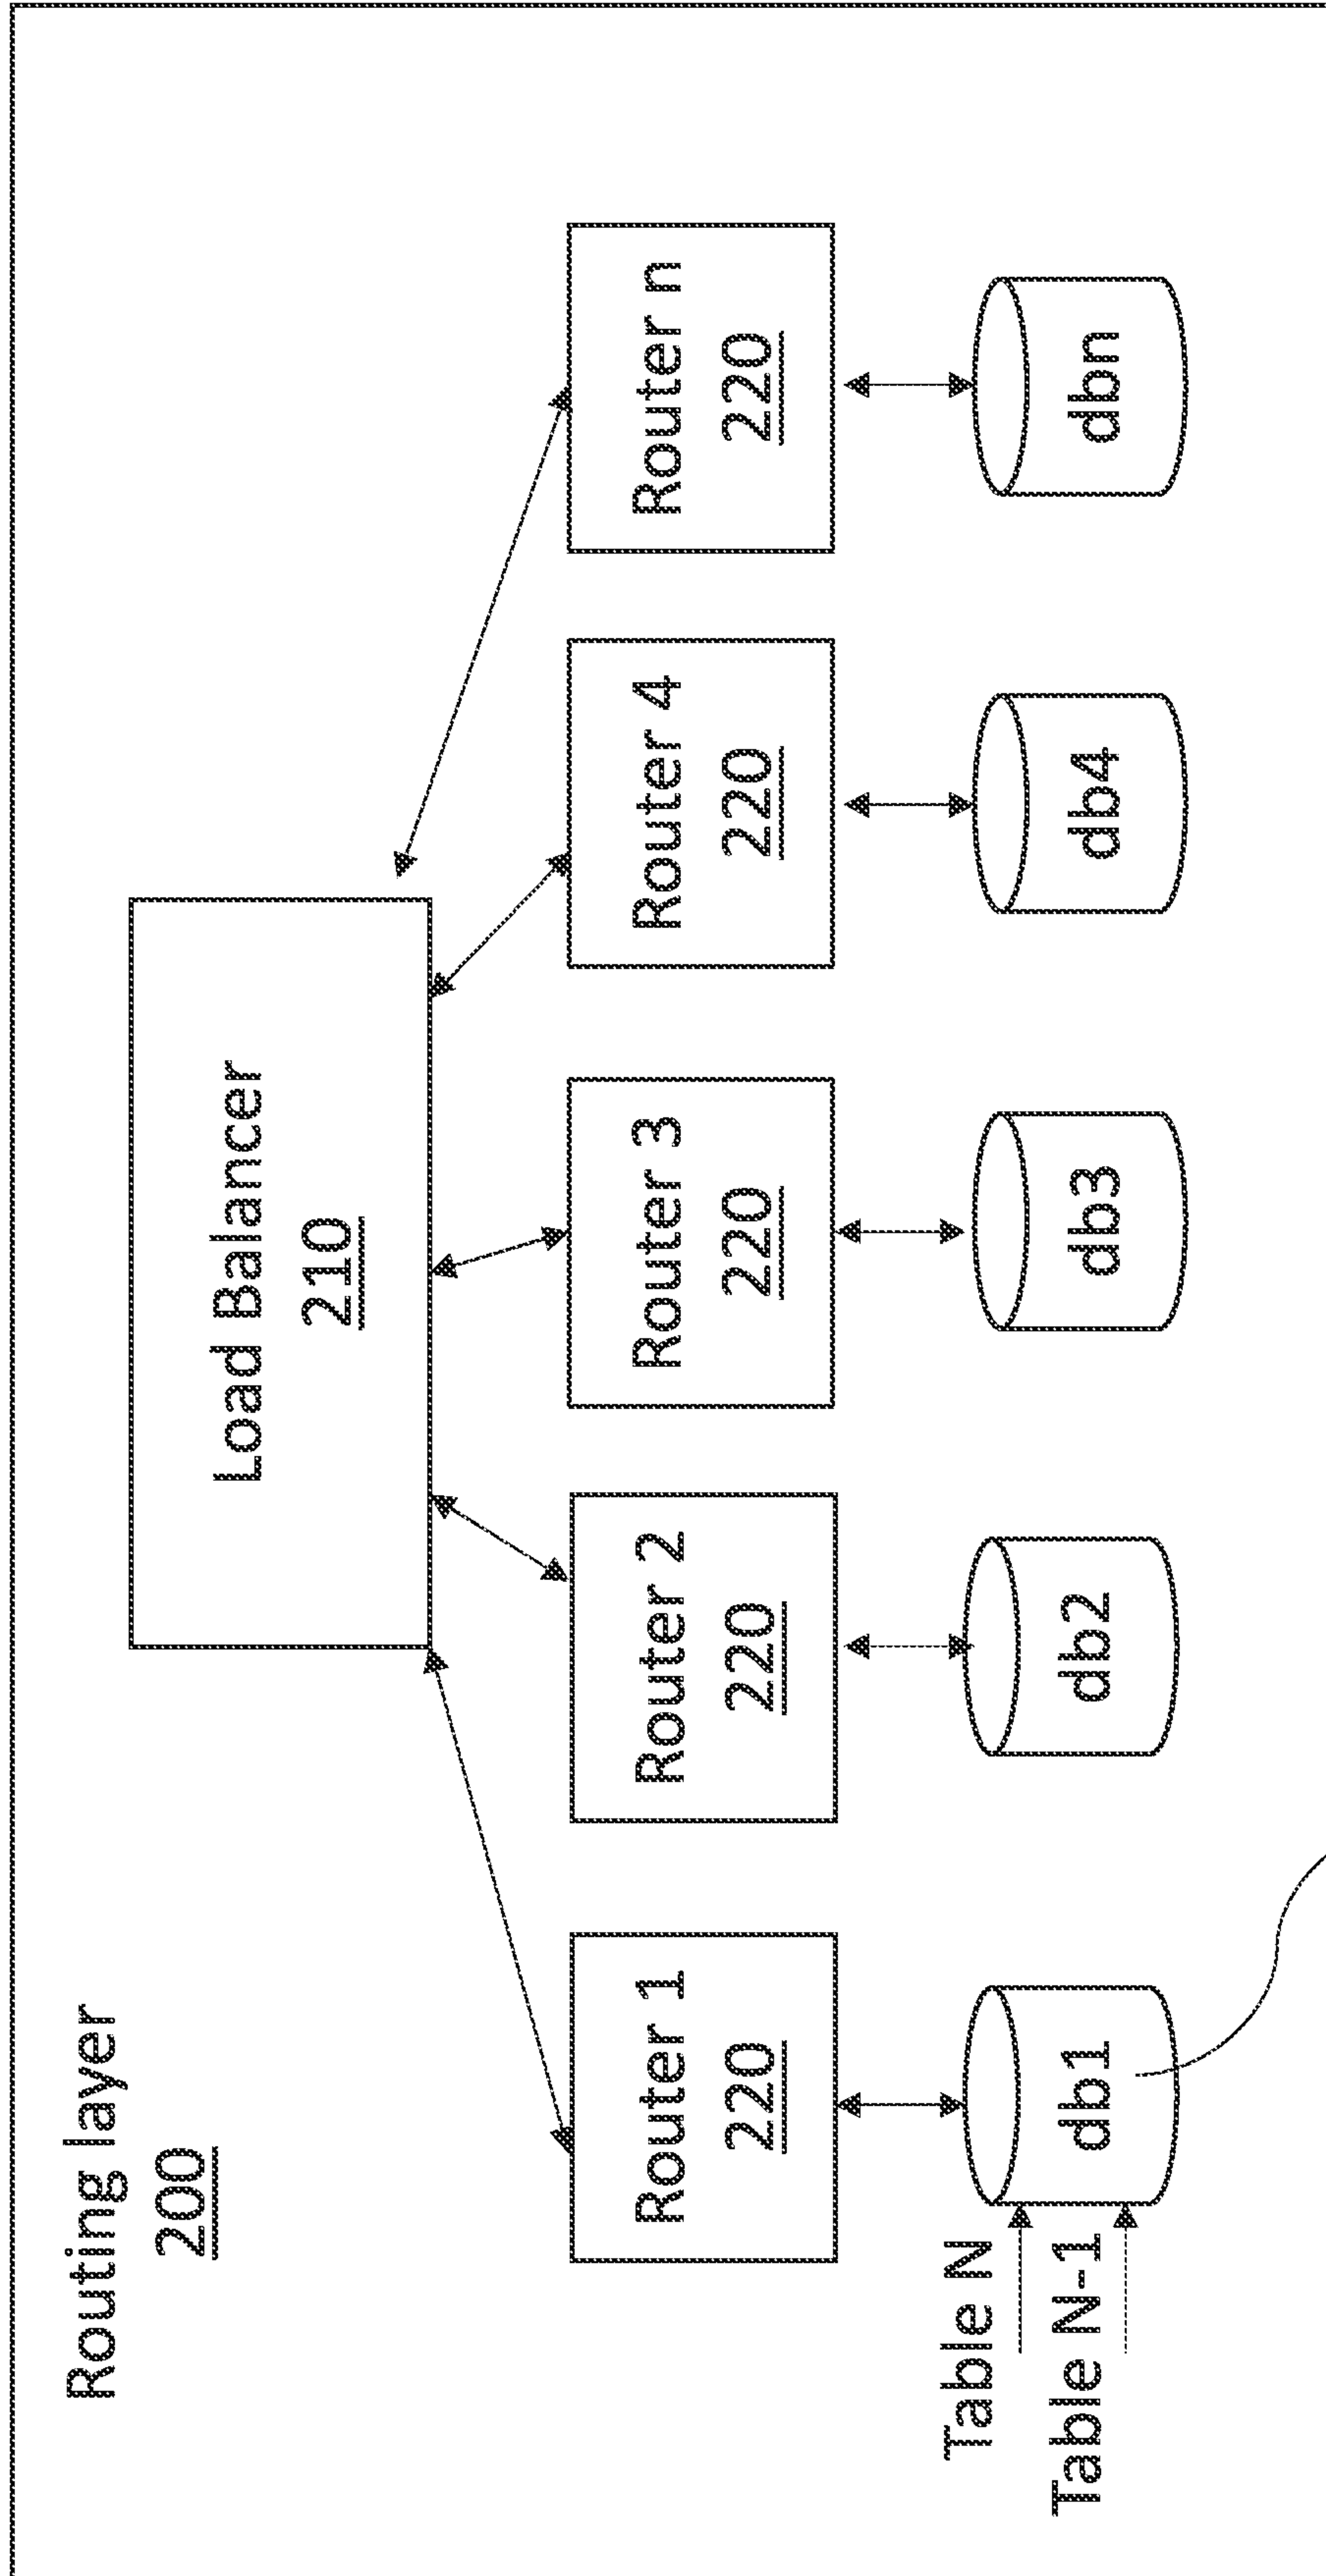 Routing layer
200
Load Balancer
210
Router 1
220
Router 2
220
Router 3
220
Router 4
220
Router n
220
Table N
Table N-1
db1
db2
db3
db4
dbn